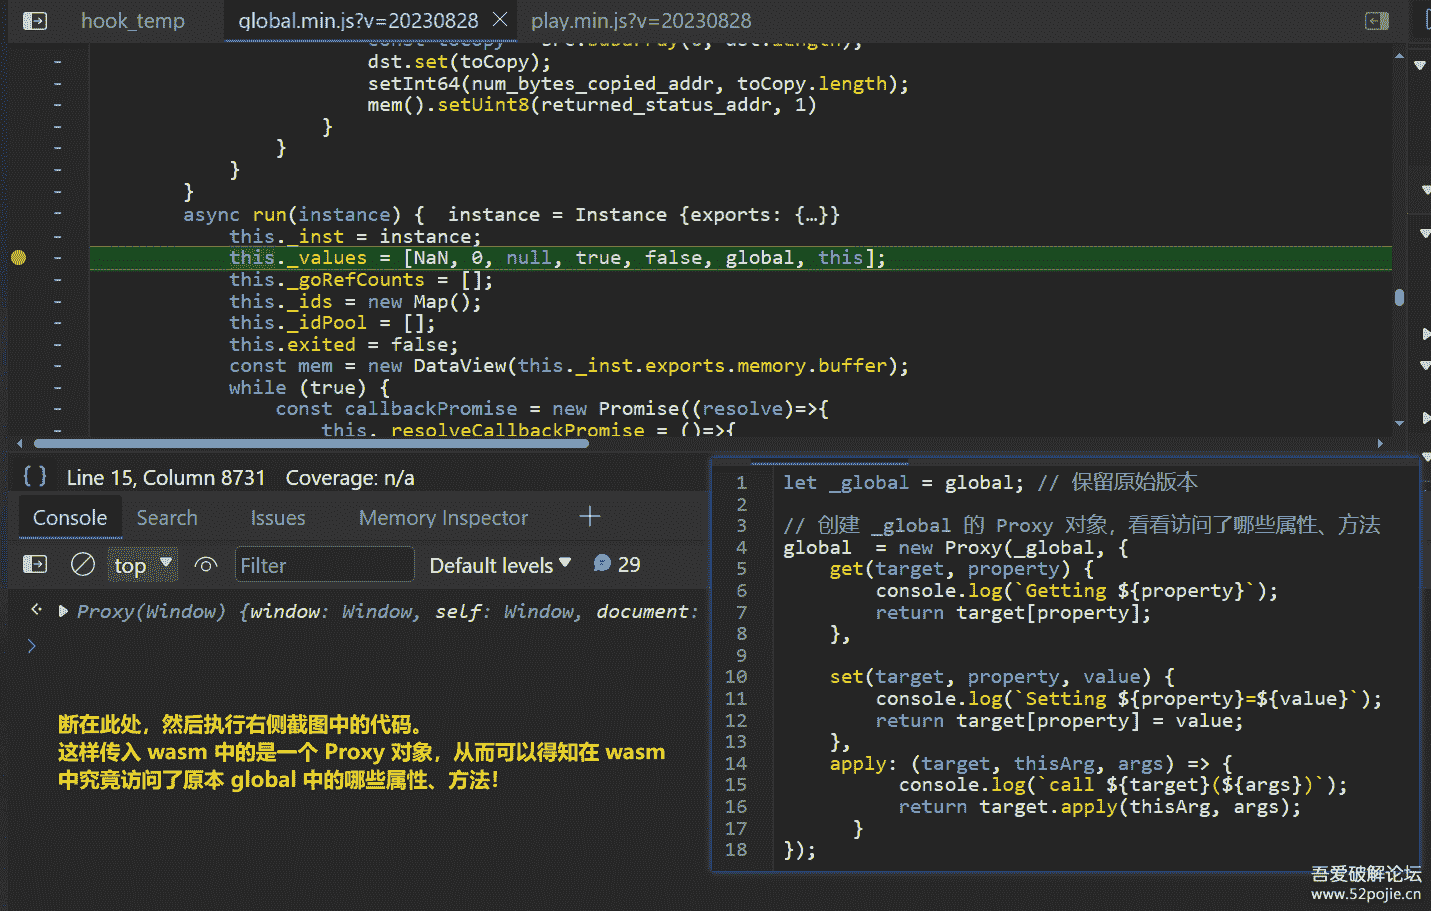 hook_temp
global.min.js?v=20230828
play.min.js?v=20230828
dst.set(toCopy);
setInt64(num_bytes_copied_addr, toCopy.length);
mem().setUint8(returned_status_addr, 1)
}
}
}
}
async run(instance) {  instance = Instance {exports: {…}}
this._inst = instance;
this._values = [NaN, 0, null, true, false, global, this];
this._goRefCounts = [];
this._ids = new Map();
this._idPool = [];
this.exited = false;
const mem = new DataView(this._inst.exports.memory.buffer);
while (true) {
const callbackPromise = new Promise((resolve)=>{
this._resolveCallbackPromise = ()=>{
{ } Line 15, Column 8731 Coverage: n/a
Console Search Issues Memory Inspector +
top Filter Default levels 29
Proxy(Window) {window: Window, self: Window, document:
断在此处，然后执行右侧截图中的代码。
这样传入 wasm 中的是一个 Proxy 对象，从而可以得知在 wasm
中究竟访问了原本 global 中的哪些属性、方法！
1 let _global = global; // 保留原始版本
2
3 // 创建 _global 的 Proxy 对象，看看访问了哪些属性、方法
4 global  = new Proxy(_global, {
5 get(target, property) {
6 console.log(`Getting ${property}`);
7 return target[property];
8 },
9
10 set(target, property, value) {
11 console.log(`Setting ${property}=${value}`);
12 return target[property] = value;
13 },
14 apply: (target, thisArg, args) => {
15 console.log(`call ${target}(${args})`);
16 return target.apply(thisArg, args);
17 }
18 });
吾爱破解论坛
www.52pojie.cn